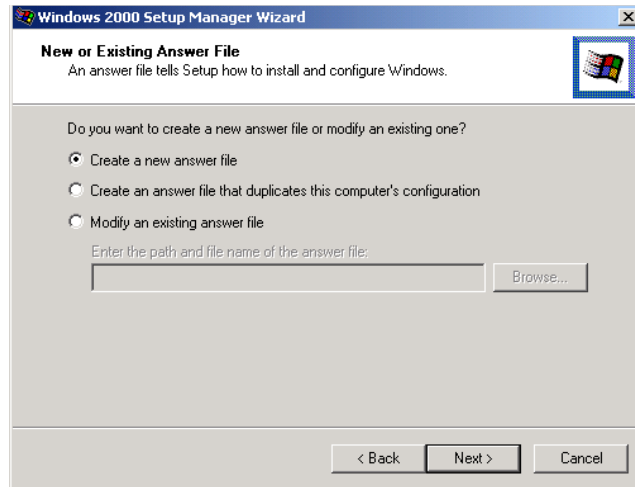 Windows 2000 Setup Manager Wizard
New or Existing Answer File
An answer file tells Setup how to install and configure Windows.
Do you want to create a new answer file or modify an existing one?
Create a new answer file
Create an answer file that duplicates this computer's configuration
Modify an existing answer file
Enter the path and file name of the answer file:
Browse...
< Back Next > Cancel